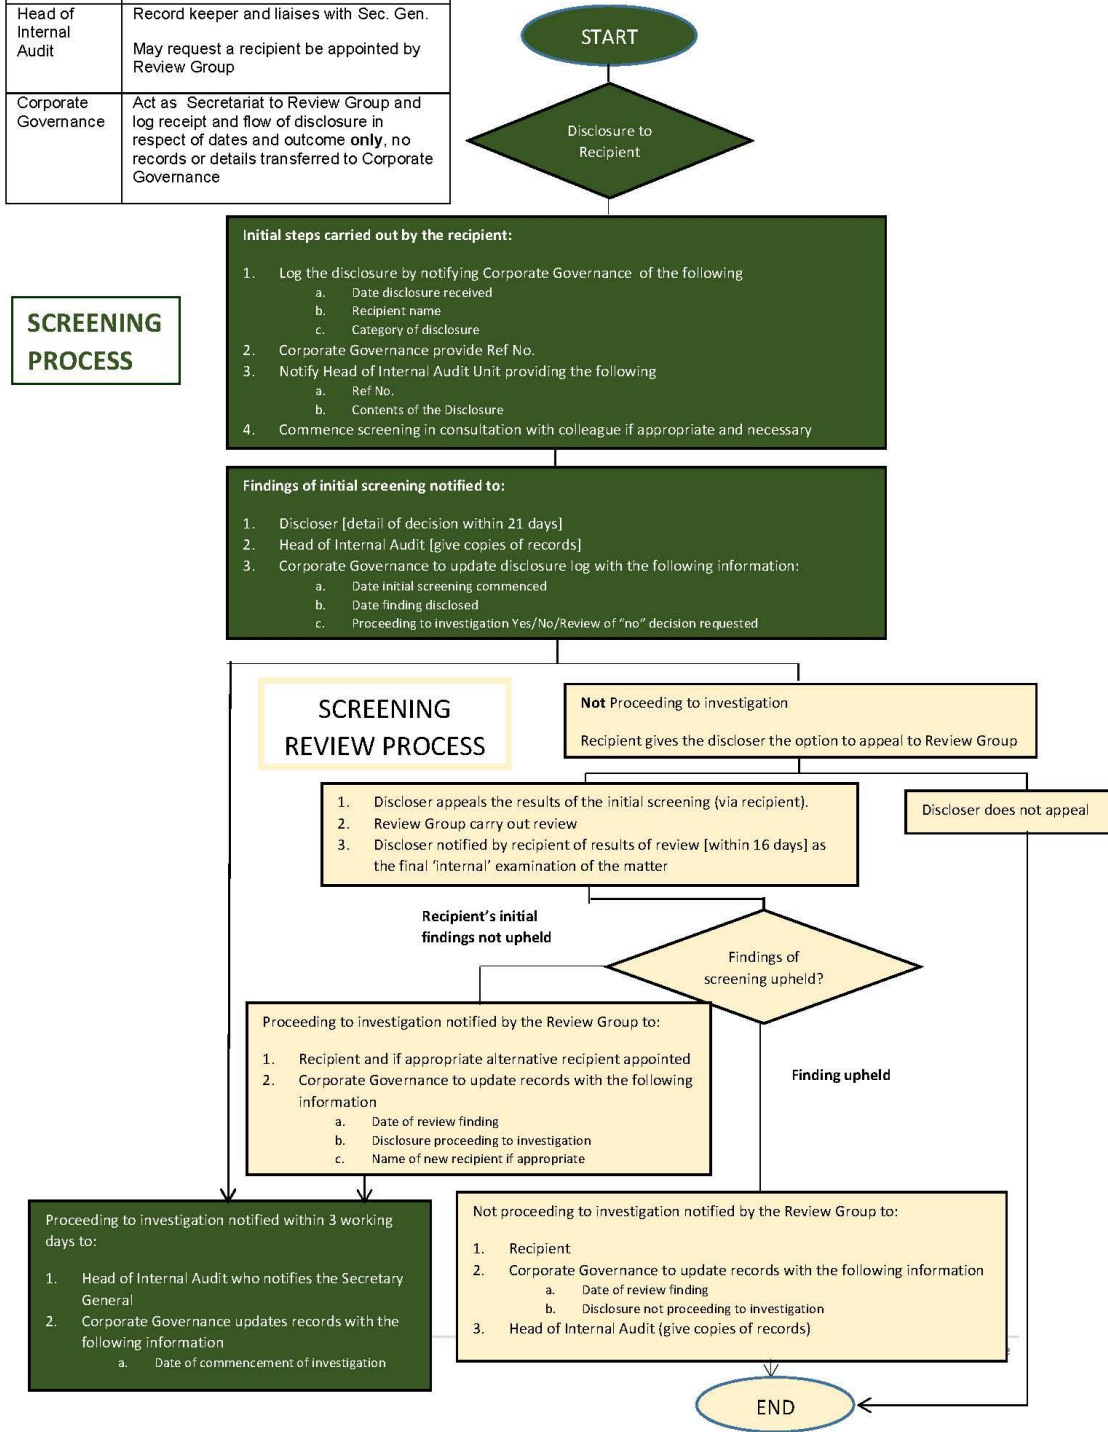 Head of
Internal
Audit
Record keeper and liaises with Sec. Gen.
May request a recipient be appointed by
Review Group
Corporate
Governance
Act as Secretariat to Review Group and
log receipt and flow of disclosure in
respect of dates and outcome only, no
records or details transferred to Corporate
Governance
START
Disclosure to
Recipient
SCREENING
PROCESS
Initial steps carried out by the recipient:
1. Log the disclosure by notifying Corporate Governance of the following
a. Date disclosure received
b. Recipient name
c. Category of disclosure
2. Corporate Governance provide Ref No.
3. Notify Head of Internal Audit Unit providing the following
a. Ref No.
b. Contents of the Disclosure
4. Commence screening in consultation with colleague if appropriate and necessary
Findings of initial screening notified to:
1. Discloser [detail of decision within 21 days]
2. Head of Internal Audit [give copies of records]
3. Corporate Governance to update disclosure log with the following information:
a. Date initial screening commenced
b. Date finding disclosed
c. Proceeding to investigation Yes/No/Review of “no” decision requested
SCREENING
REVIEW PROCESS
Not Proceeding to investigation
Recipient gives the discloser the option to appeal to Review Group
1. Discloser appeals the results of the initial screening (via recipient).
2. Review Group carry out review
3. Discloser notified by recipient of results of review [within 16 days] as
the final ‘internal’ examination of the matter
Discloser does not appeal
Recipient’s initial
findings not upheld
Findings of
screening upheld?
Proceeding to investigation notified by the Review Group to:
1. Recipient and if appropriate alternative recipient appointed
2. Corporate Governance to update records with the following
information
a. Date of review finding
b. Disclosure proceeding to investigation
c. Name of new recipient if appropriate
Finding upheld
Proceeding to investigation notified within 3 working
days to:
1. Head of Internal Audit who notifies the Secretary
General
2. Corporate Governance updates records with the
following information
a. Date of commencement of investigation
Not proceeding to investigation notified by the Review Group to:
1. Recipient
2. Corporate Governance to update records with the following information
a. Date of review finding
b. Disclosure not proceeding to investigation
3. Head of Internal Audit (give copies of records)
END